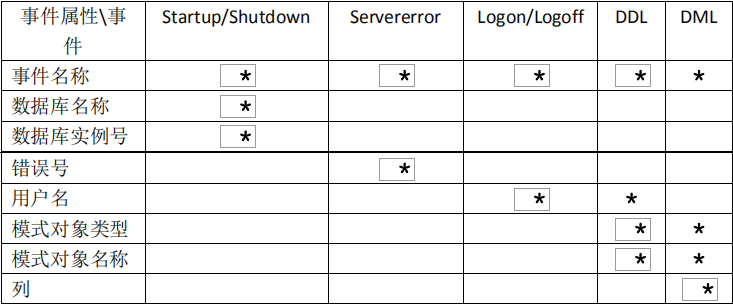 事件属性\事 Startup/Shutdown Servererror Logon/Logoff DDL DML
件
事件名称 * * * * *
数据库名称 *
数据库实例号 *
错误号 *
用户名 * *
模式对象类型 * *
模式对象名称 * *
列 *